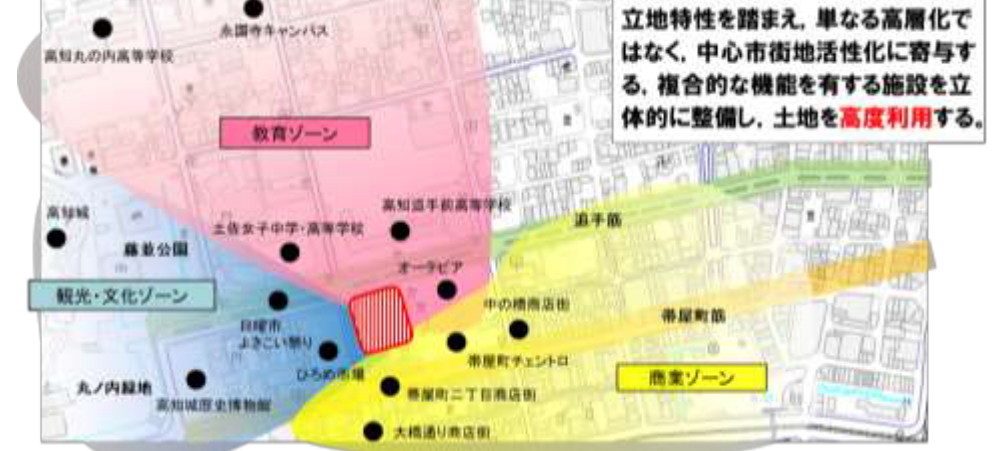 立地特性を踏まえ，単なる高層化で
はなく，中心市街地活性化に寄与す
る，複合的な機能を有する施設を立
体的に整備し，土地を高度利用する。
永国寺キャンパス
高知丸の内高等学校
教育ゾーン
高知城
高知追手前高等学校
土佐女子中学・高等学校
追手筋
藤並公園
オーテピア
観光・文化ゾーン
中の橋商店街
帯屋町筋
日曜市
よさこい祭り
帯屋町チェントロ
ひろめ市場
商業ゾーン
丸ノ内緑地
高知城歴史博物館
帯屋町二丁目商店街
大橋通り商店街